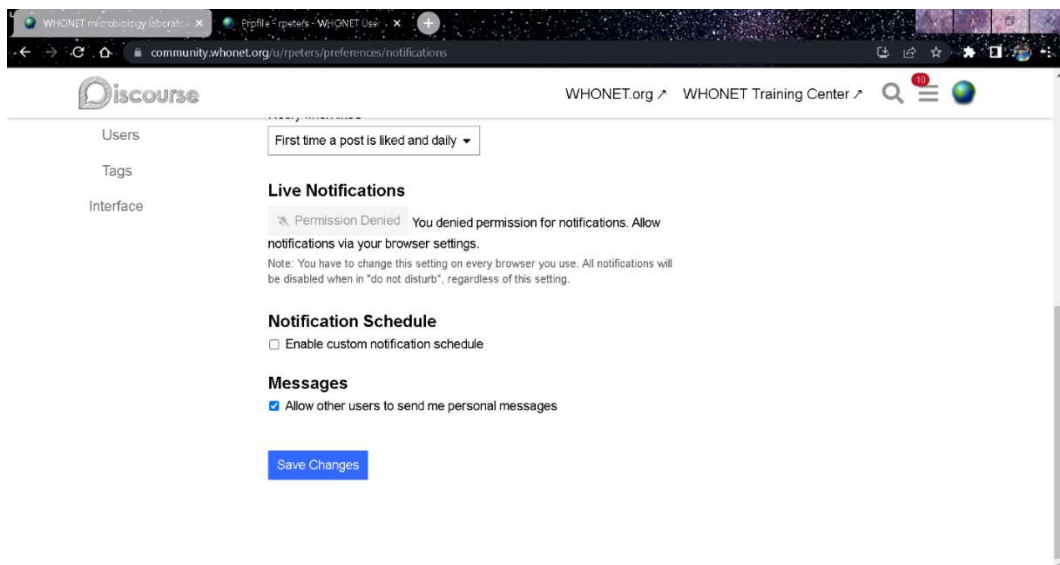 WHONET microbiology laborato
Profile - rpeters - WHONET User
community.whonet.org/u/rpeters/preferences/notifications
Discourse
WHONET.org ↗ WHONET Training Center ↗
10
Users
Tags
Interface
First time a post is liked and daily
Live Notifications
Permission Denied You denied permission for notifications. Allow
notifications via your browser settings.
Note: You have to change this setting on every browser you use. All notifications will
be disabled when in "do not disturb", regardless of this setting.
Notification Schedule
Enable custom notification schedule
Messages
Allow other users to send me personal messages
Save Changes